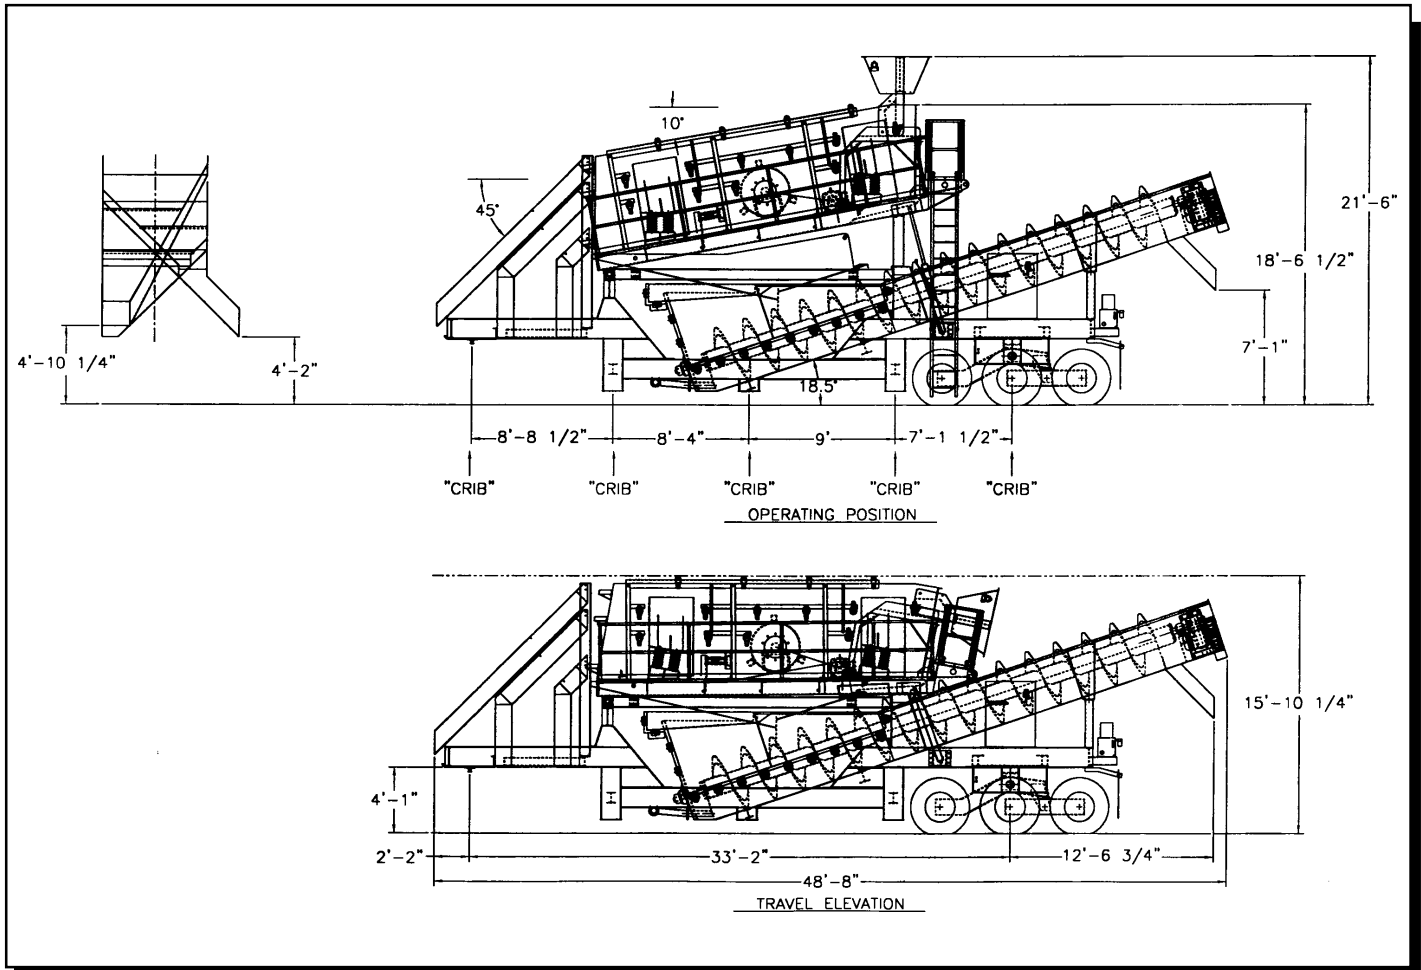 10°
21'-6"
45°
18'-6 1/2"
4'-10 1/4"
4'-2"
7'-1"
18.5°
8'-8 1/2"
8'-4"
9'
7'-1 1/2"
"CRIB"
"CRIB"
"CRIB"
"CRIB"
"CRIB"
OPERATING POSITION
15'-10 1/4"
4'-1"
2'-2"
33'-2"
12'-6 3/4"
48'-8"
TRAVEL ELEVATION